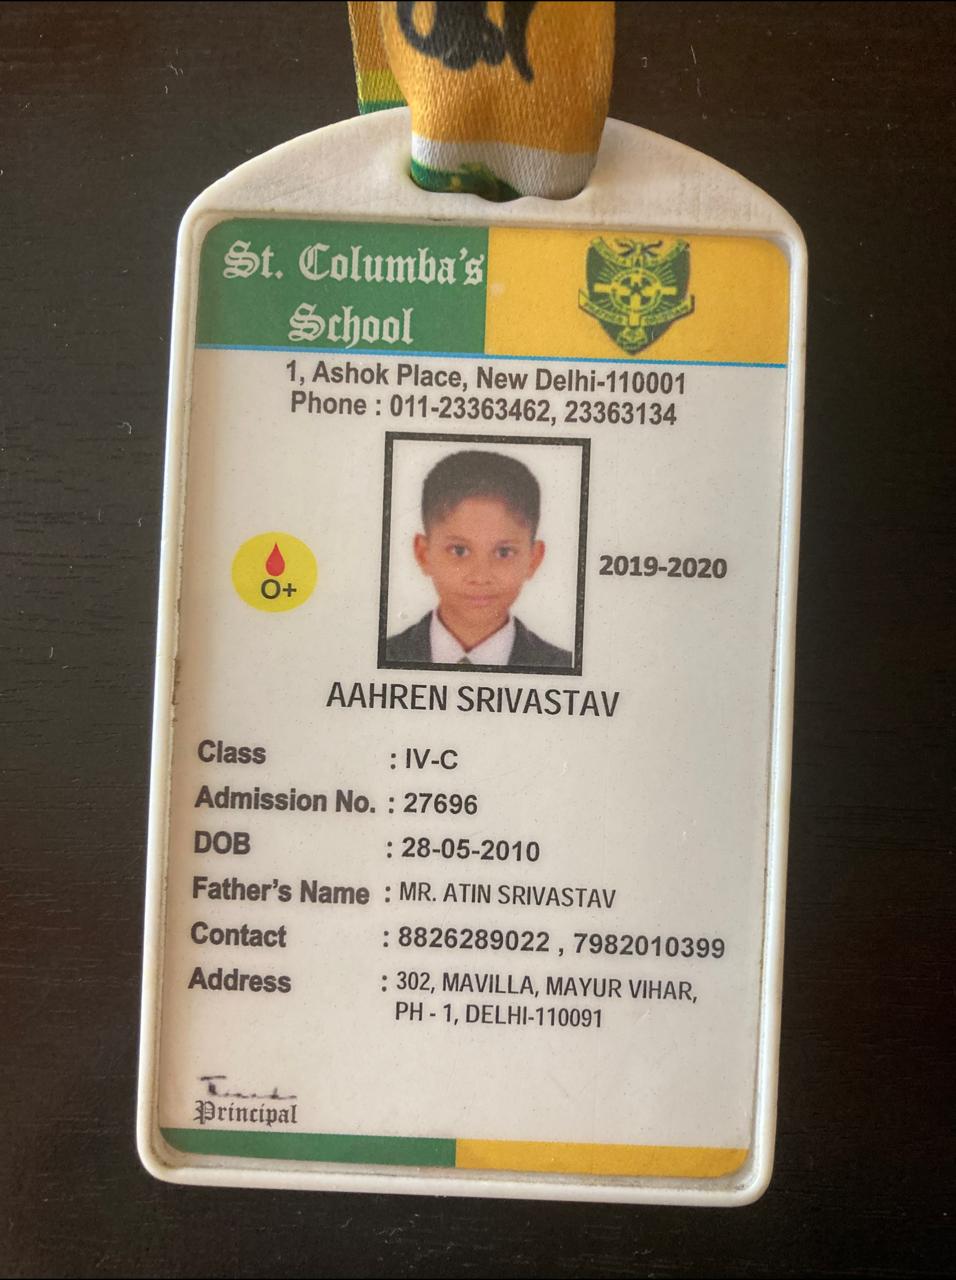 St. Columba's
School
1, Ashok Place, New Delhi-110001
Phone : 011-23363462, 23363134
O+
2019-2020
AAHREN SRIVASTAV
Class : IV-C
Admission No. : 27696
DOB : 28-05-2010
Father's Name : MR. ATIN SRIVASTAV
Contact : 8826289022 , 7982010399
Address : 302, MAVILLA, MAYUR VIHAR,
PH - 1, DELHI-110091
Principal